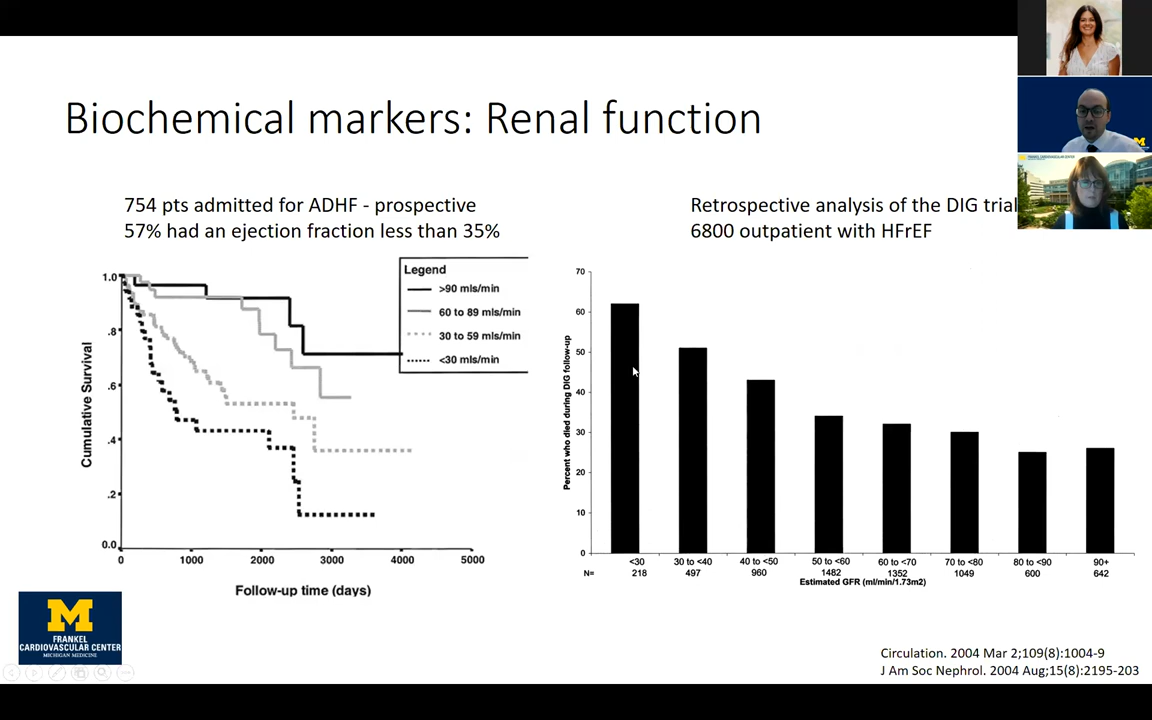 Biochemical markers: Renal function
754 pts admitted for ADHF - prospective
57% had an ejection fraction less than 35%
Retrospective analysis of the DIG trial
6800 outpatient with HFrEF
Legend
>90 mls/min
60 to 89 mls/min
30 to 59 mls/min
<30 mls/min
Cumulative Survival
1.0
.8
.6
.4
.2
0.0
0 1000 2000 3000 4000 5000
Follow-up time (days)
Percent who died during DIG follow-up
70
60
50
40
30
20
10
0
<30 30 to <40 40 to <50 50 to <60 60 to <70 70 to <80 80 to <90 90+
N= 218 497 960 1482 1352 1049 600 642
Estimated GFR (ml/min/1.73m2)
M
FRANKEL
CARDIOVASCULAR CENTER
MICHIGAN MEDICINE
Circulation. 2004 Mar 2;109(8):1004-9
J Am Soc Nephrol. 2004 Aug;15(8):2195-203